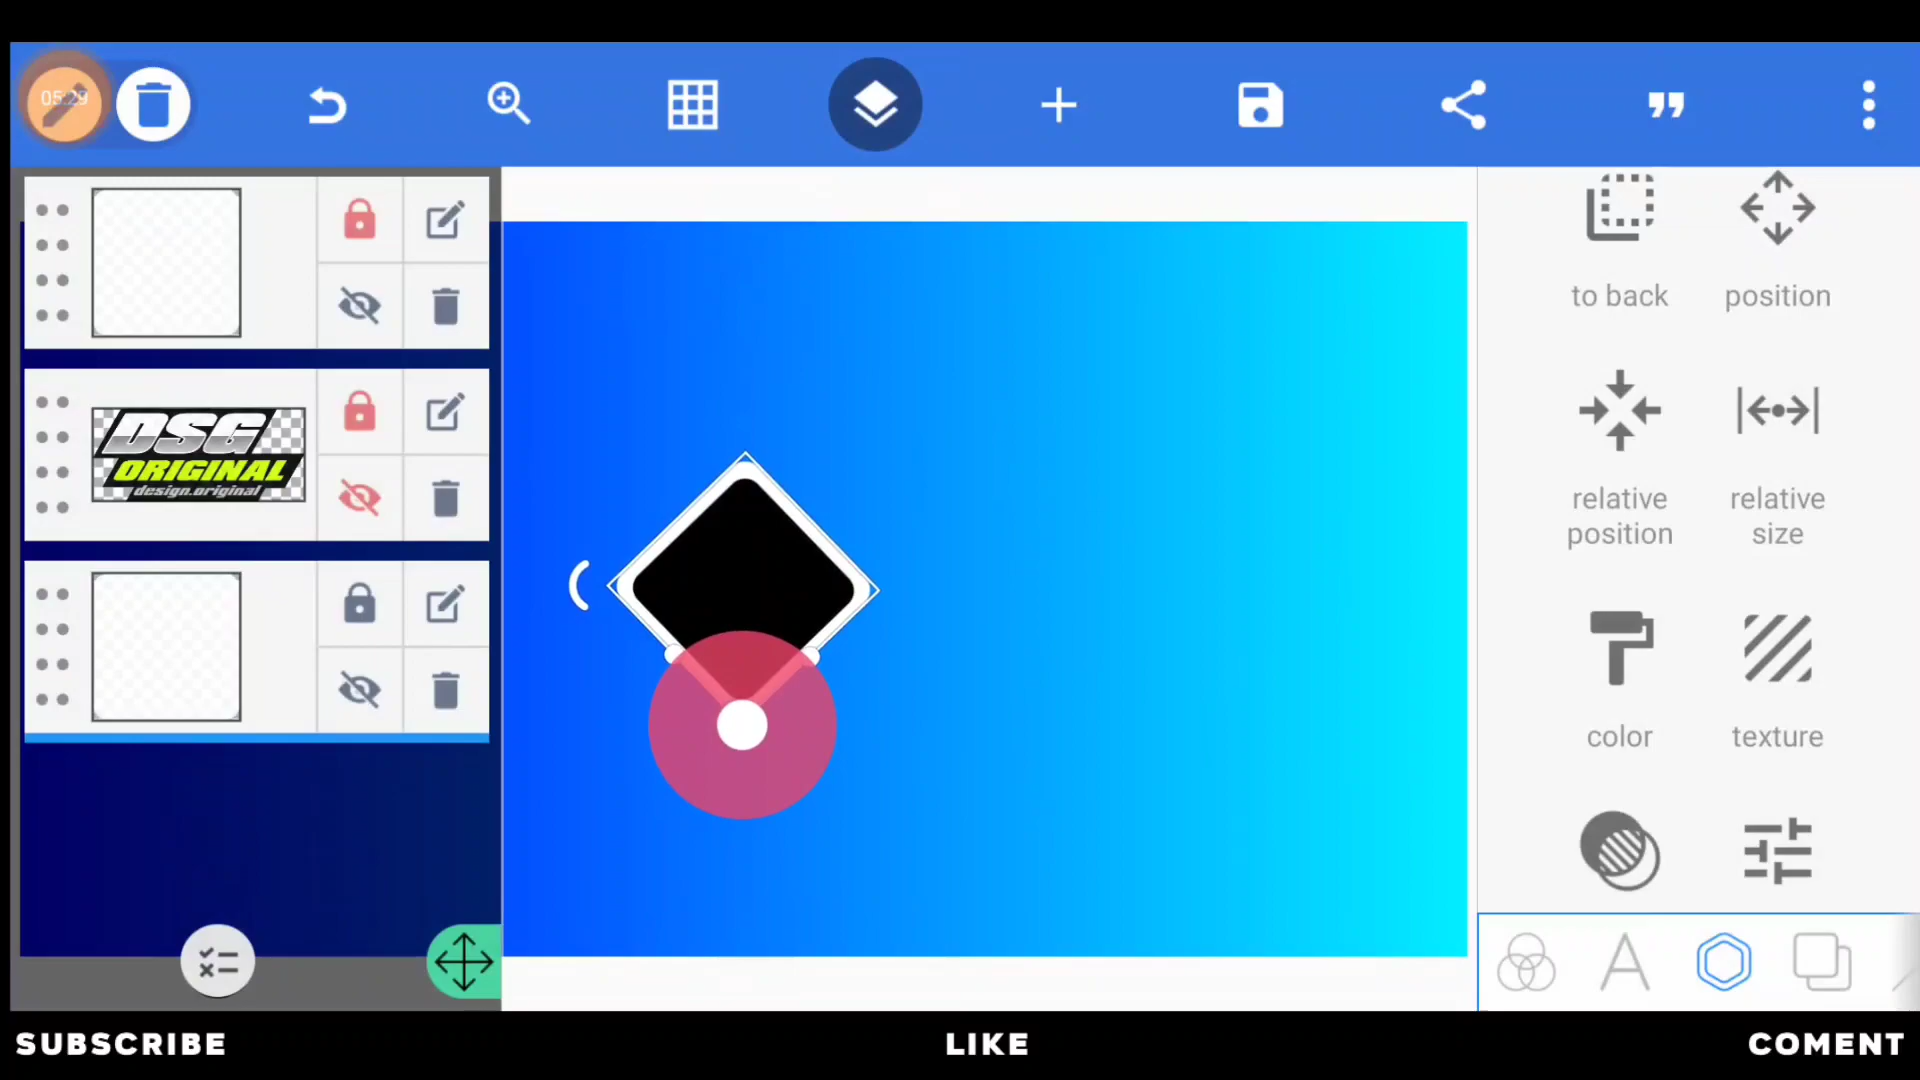 05:29
to back
position
DSG
ORIGINAL
design.original
relative
position
relative
size
color
texture
SUBSCRIBE
LIKE
COMENT